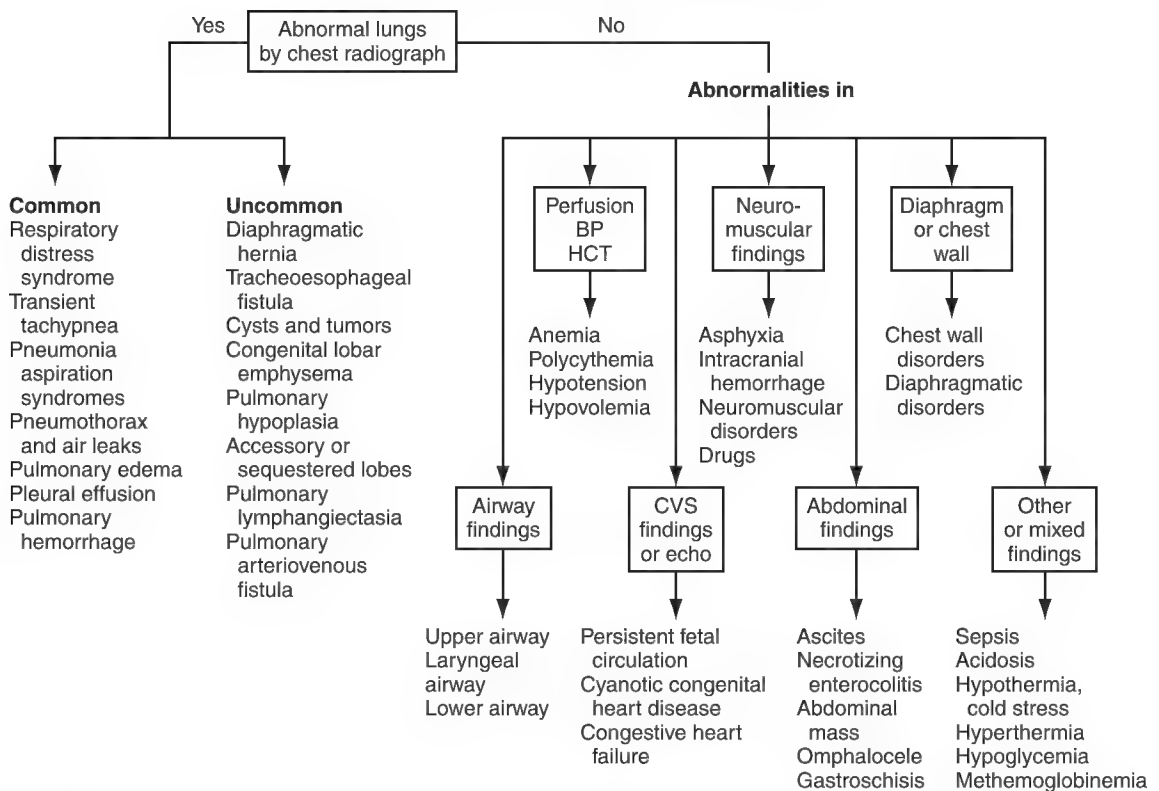 Yes
Abnormal lungs
by chest radiograph
No
Abnormalities in
Common
Respiratory
distress
syndrome
Transient
tachypnea
Pneumonia
aspiration
syndromes
Pneumothorax
and air leaks
Pulmonary edema
Pleural effusion
Pulmonary
hemorrhage
Uncommon
Diaphragmatic
hernia
Tracheoesophageal
fistula
Cysts and tumors
Congenital lobar
emphysema
Pulmonary
hypoplasia
Accessory or
sequestered lobes
Pulmonary
lymphangiectasia
Pulmonary
arteriovenous
fistula
Perfusion
BP
HCT
Anemia
Polycythemia
Hypotension
Hypovolemia
Neuro-
muscular
findings
Asphyxia
Intracranial
hemorrhage
Neuromuscular
disorders
Drugs
Diaphragm
or chest
wall
Chest wall
disorders
Diaphragmatic
disorders
Airway
findings
Upper airway
Laryngeal
airway
Lower airway
CVS
findings
or echo
Persistent fetal
circulation
Cyanotic congenital
heart disease
Congestive heart
failure
Abdominal
findings
Ascites
Necrotizing
enterocolitis
Abdominal
mass
Omphalocele
Gastroschisis
Other
or mixed
findings
Sepsis
Acidosis
Hypothermia,
cold stress
Hyperthermia
Hypoglycemia
Methemoglobinemia